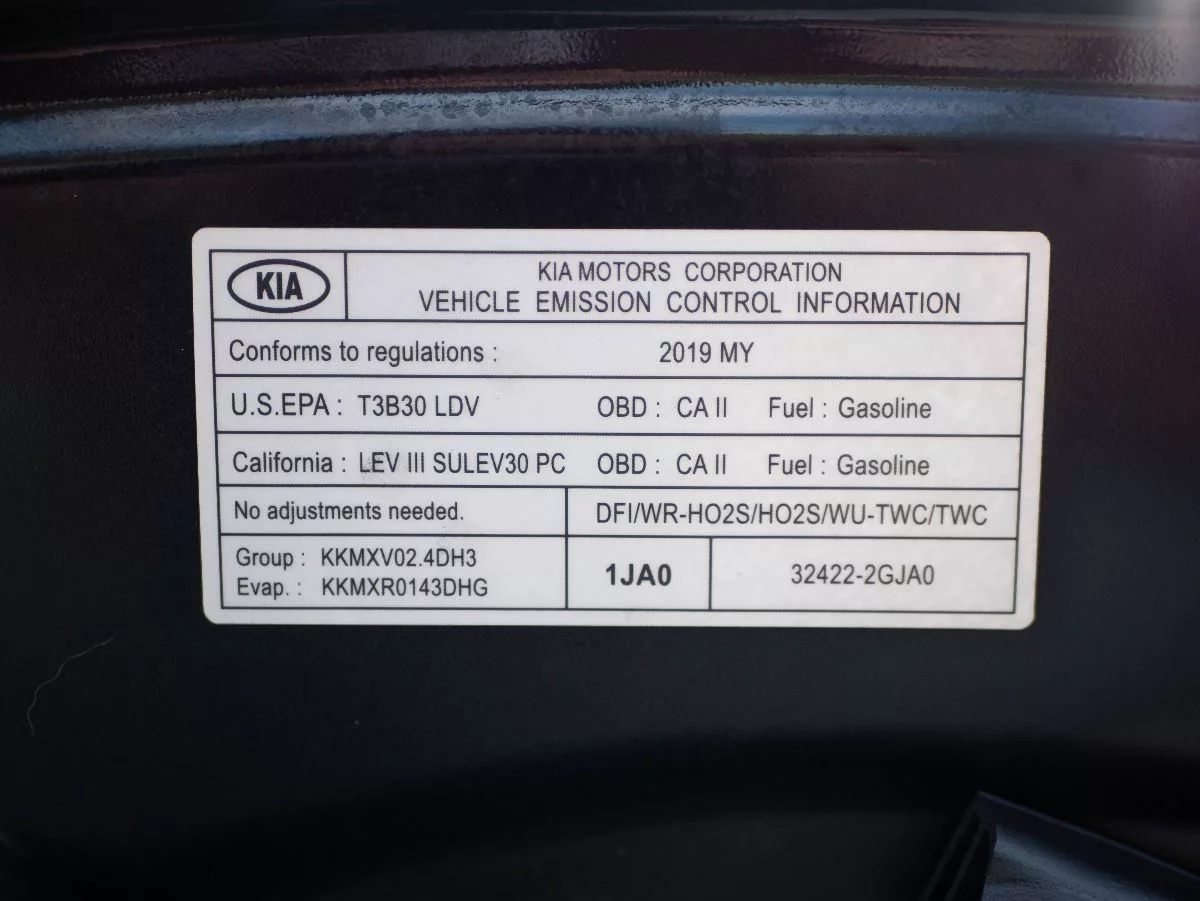 KIA
KIA MOTORS CORPORATION
VEHICLE EMISSION CONTROL INFORMATION
Conforms to regulations : 2019 MY
U.S.EPA : T3B30 LDV OBD : CA II Fuel : Gasoline
California : LEV III SULEV30 PC OBD : CA II Fuel : Gasoline
No adjustments needed. DFI/WR-HO2S/HO2S/WU-TWC/TWC
Group : KKMXV02.4DH3
Evap. : KKMXR0143DHG
1JA0 32422-2GJA0